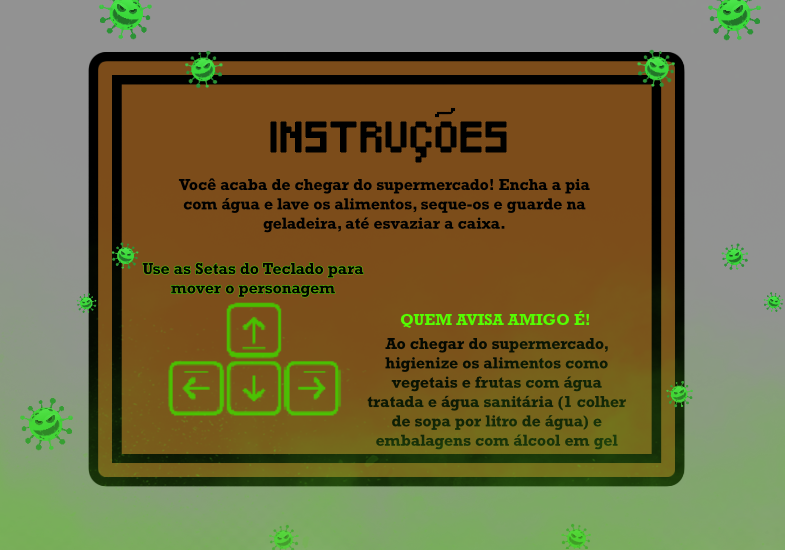 INSTRUÇÕES
Você acaba de chegar do supermercado! Encha a pia
com água e lave os alimentos, seque-os e guarde na
geladeira, até esvaziar a caixa.
Use as Setas do Teclado para
mover o personagem
QUEM AVISA AMIGO É!
Ao chegar do supermercado,
higienize os alimentos como
vegetais e frutas com água
tratada e água sanitária (1 colher
de sopa por litro de água) e
embalagens com álcool em gel